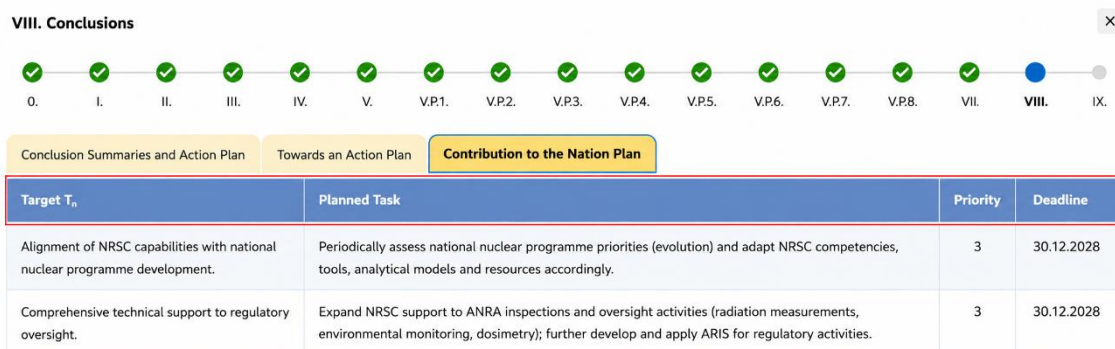 VIII. Conclusions
0. I. II. III. IV. V. V.P.1. V.P.2. V.P.3. V.P.4. V.P.5. V.P.6. V.P.7. V.P.8. VII. VIII. IX.
Conclusion Summaries and Action Plan Towards an Action Plan Contribution to the Nation Plan
Target Tn Planned Task Priority Deadline
Alignment of NRSC capabilities with national Periodically assess national nuclear programme priorities (evolution) and adapt NRSC competencies, 3 30.12.2028
nuclear programme development. tools, analytical models and resources accordingly.
Comprehensive technical support to regulatory Expand NRSC support to ANRA inspections and oversight activities (radiation measurements, 3 30.12.2028
oversight. environmental monitoring, dosimetry); further develop and apply ARIS for regulatory activities.